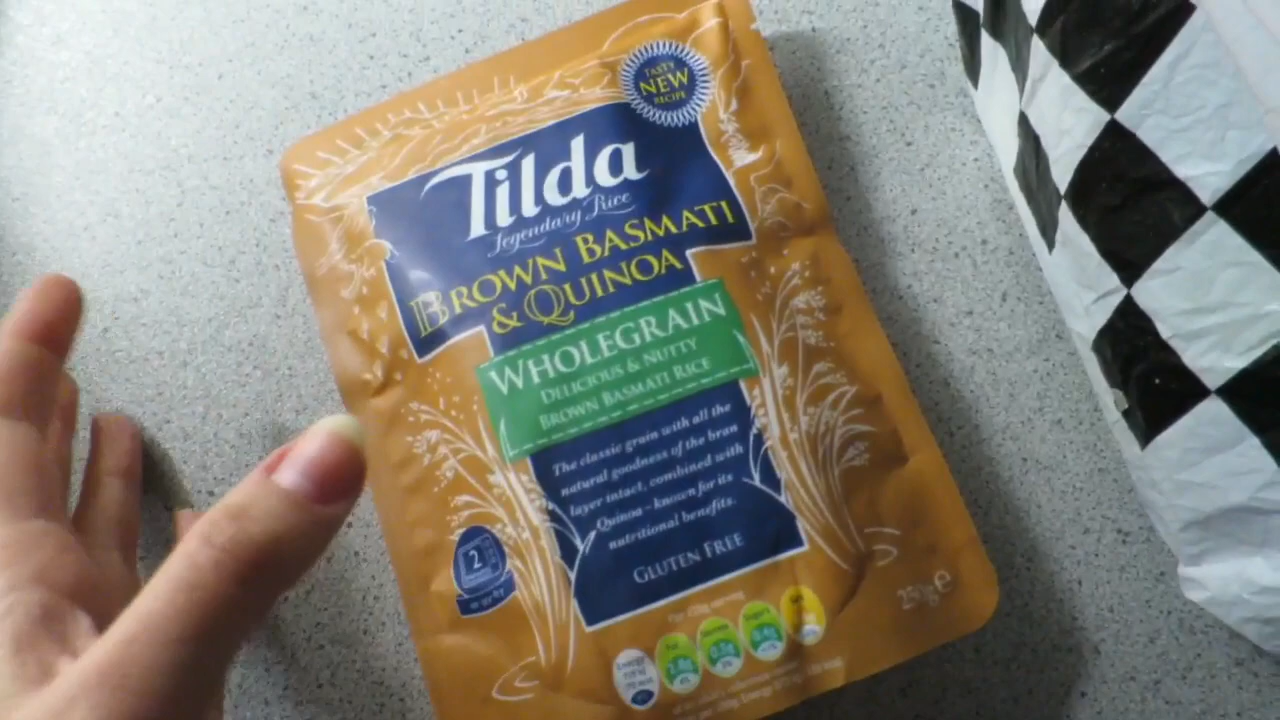 TASTY
NEW
RECIPE
Tilda
Legendary Rice
BROWN BASMATI
& QUINOA
WHOLEGRAIN
DELICIOUS & NUTTY
BROWN BASMATI RICE
The classic grain with all the
natural goodness of the bran
layer intact, combined with
Quinoa – known for its
nutritional benefits.
GLUTEN FREE
2
250g e
Energy